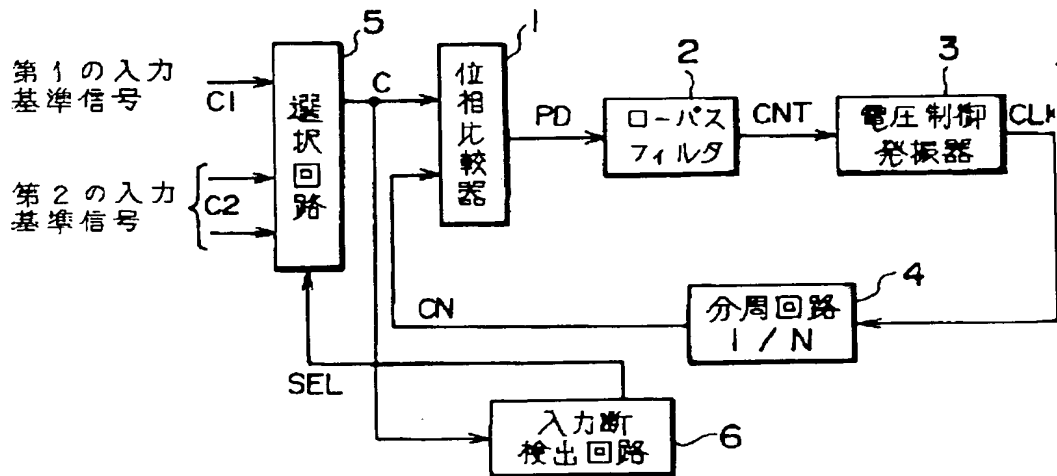 第1の入力
基準信号
C1
第2の入力
基準信号
C2
5
選択回路
C
1
位相比較器
PD
2
ローパス
フィルタ
CNT
3
電圧制御
発振器
CLK
4
分周回路
1/N
CN
SEL
入力断
検出回路
6